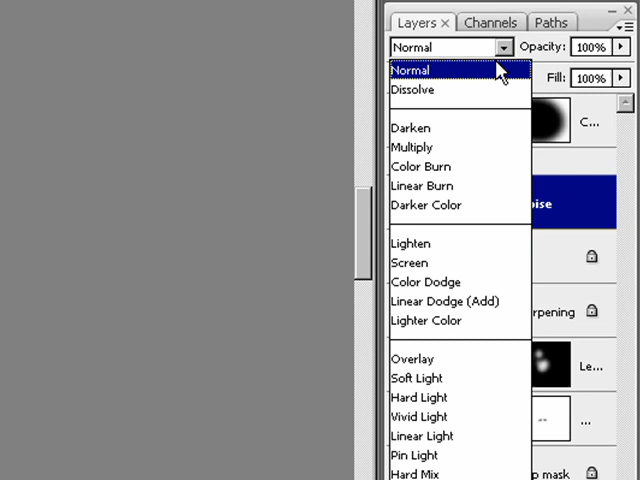 Layers × Channels Paths
Normal Opacity: 100%
Normal Fill: 100%
Dissolve
C...
Darken
Multiply
Color Burn
Linear Burn
Darker Color
oise
Lighten
Screen
Color Dodge
Linear Dodge (Add)
Lighter Color
rpening
Overlay
Le...
Soft Light
Hard Light
Vivid Light
...
Linear Light
Pin Light
Hard Mix
p mask